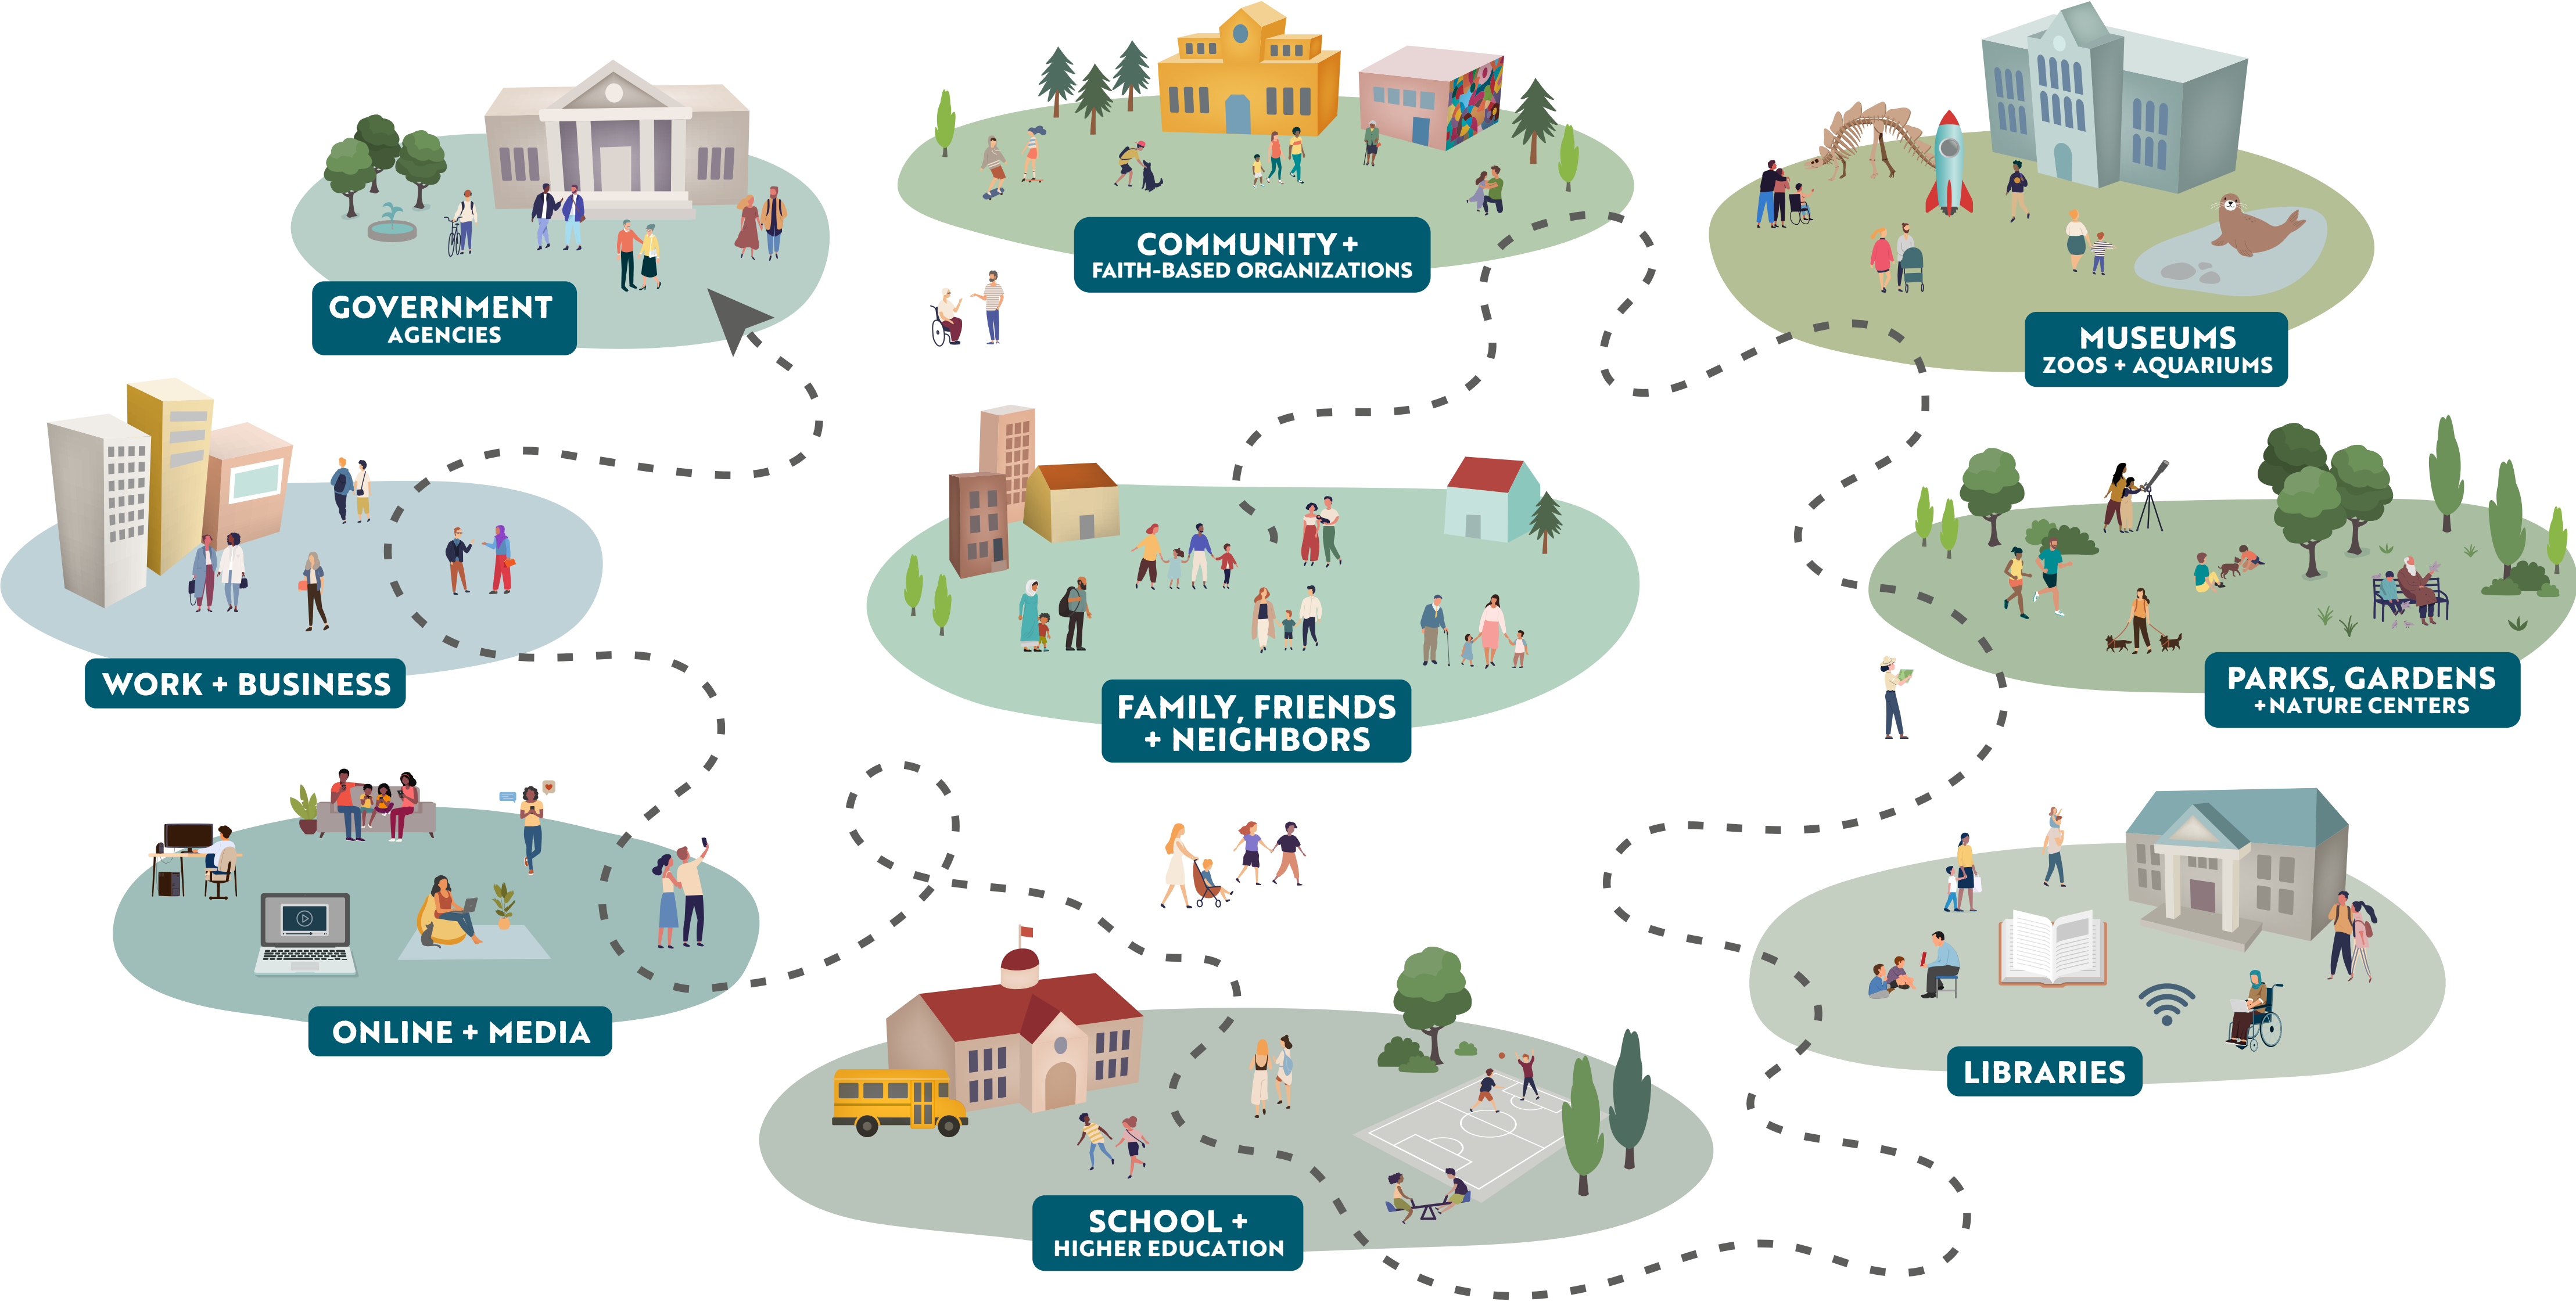 COMMUNITY +
FAITH-BASED ORGANIZATIONS
GOVERNMENT
AGENCIES
MUSEUMS
ZOOS + AQUARIUMS
WORK + BUSINESS
FAMILY, FRIENDS
+ NEIGHBORS
PARKS, GARDENS
+ NATURE CENTERS
ONLINE + MEDIA
LIBRARIES
SCHOOL +
HIGHER EDUCATION